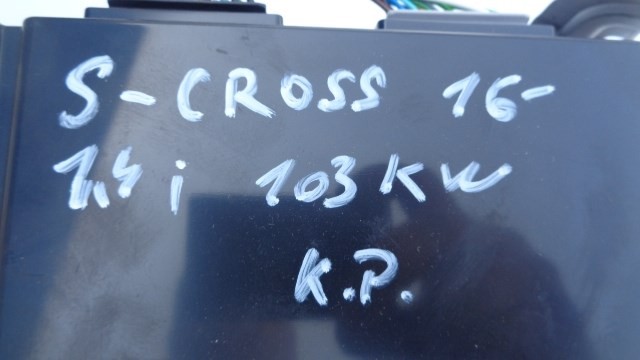 S-CROSS 16-
1,4 i 103 KW
K.P.